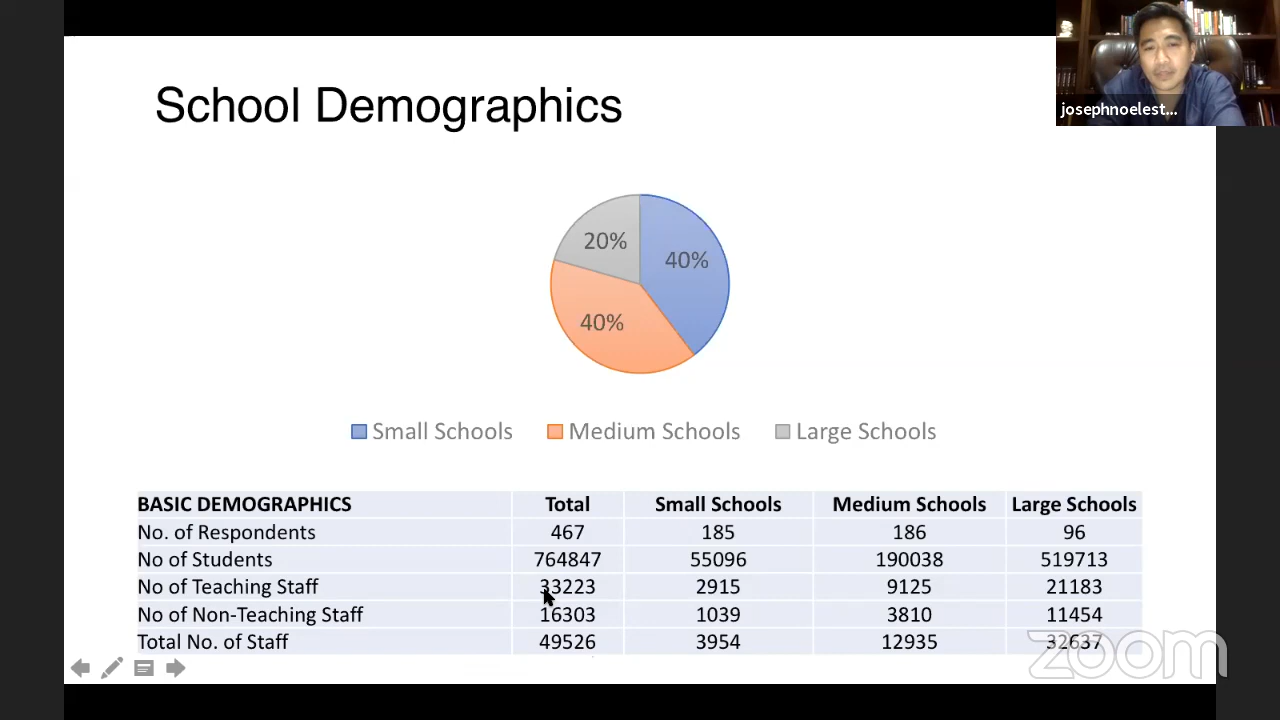 josephnoelest...
School Demographics
20%
40%
40%
Small Schools Medium Schools Large Schools
BASIC DEMOGRAPHICS Total Small Schools Medium Schools Large Schools
No. of Respondents 467 185 186 96
No of Students 764847 55096 190038 519713
No of Teaching Staff 33223 2915 9125 21183
No of Non-Teaching Staff 16303 1039 3810 11454
Total No. of Staff 49526 3954 12935 32637
zoom